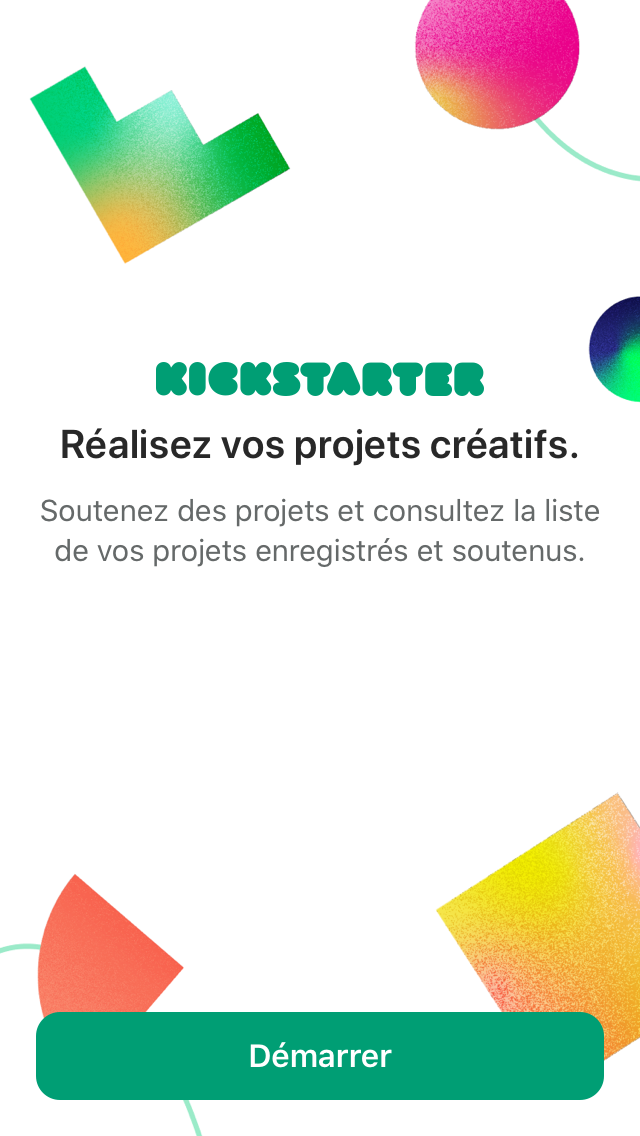 KICKSTARTER
Réalisez vos projets créatifs.
Soutenez des projets et consultez la liste
de vos projets enregistrés et soutenus.
Démarrer